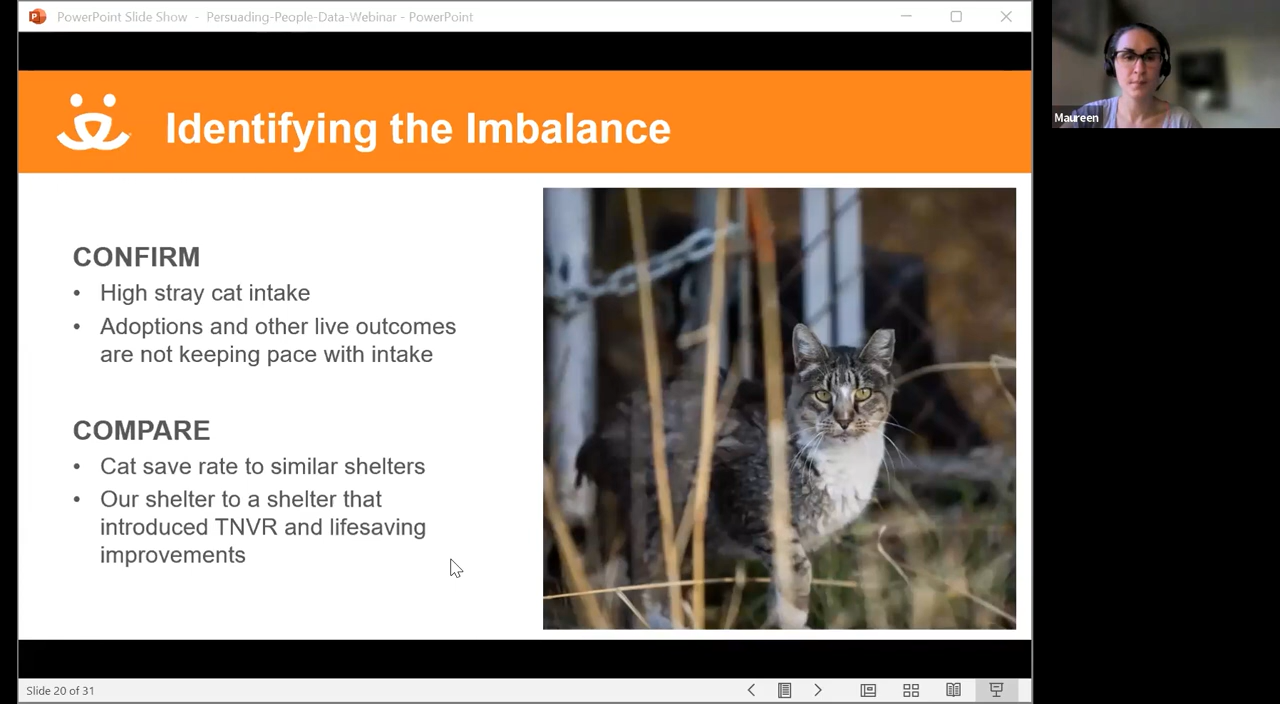 PowerPoint Slide Show - Persuading-People-Data-Webinar - PowerPoint
Identifying the Imbalance
CONFIRM
• High stray cat intake
• Adoptions and other live outcomes
are not keeping pace with intake
COMPARE
• Cat save rate to similar shelters
• Our shelter to a shelter that
introduced TNVR and lifesaving
improvements
Maureen
Slide 20 of 31